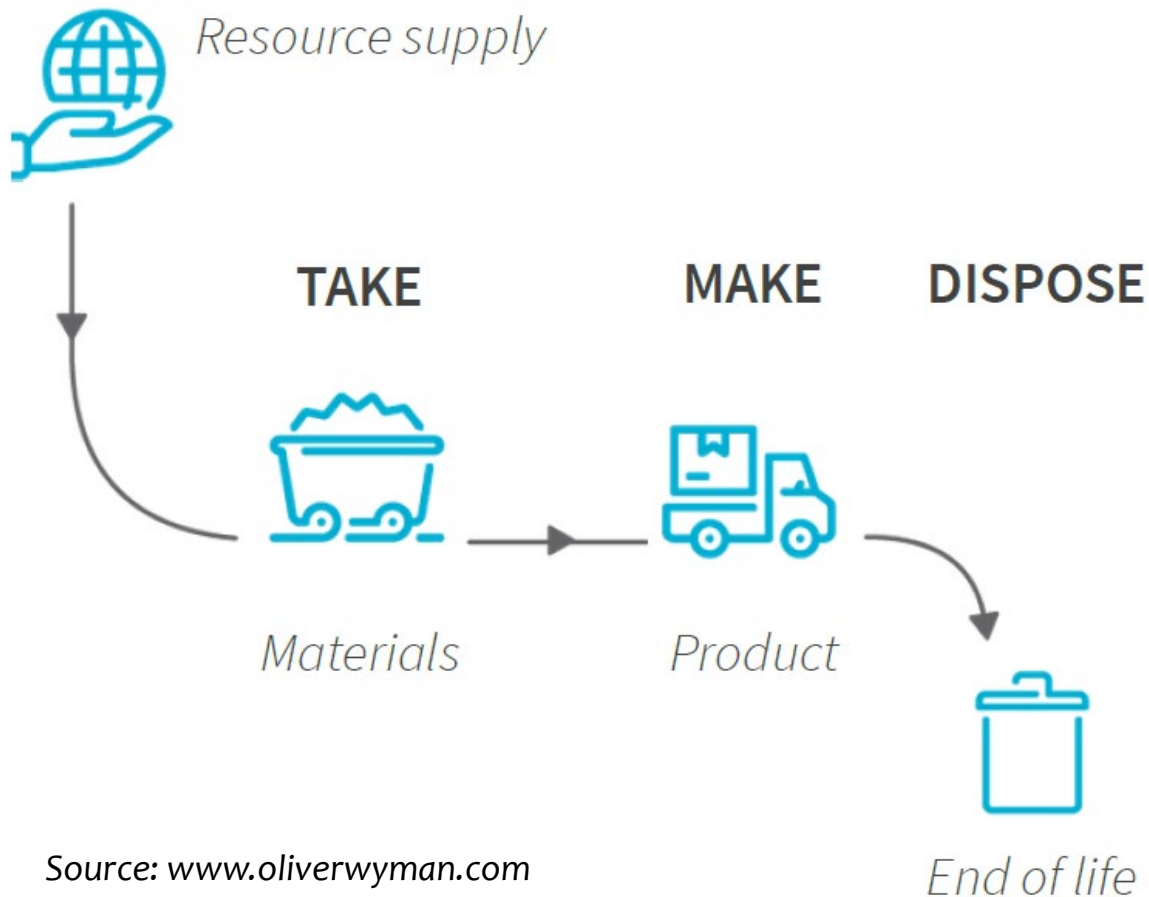 Resource supply
TAKE
MAKE
DISPOSE
Materials
Product
End of life
Source: www.oliverwyman.com